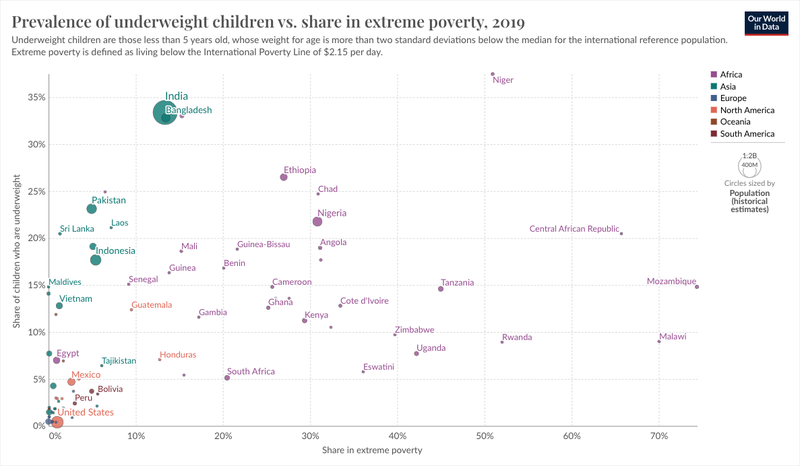 Prevalence of underweight children vs. share in extreme poverty, 2019
Our World
in Data
Underweight children are those less than 5 years old, whose weight for age is more than two standard deviations below the median for the international reference population.
Extreme poverty is defined as living below the International Poverty Line of $2.15 per day.
Share of children who are underweight
35%
30%
25%
20%
15%
10%
5%
0%
Niger
India
Bangladesh
Ethiopia
Chad
Pakistan
Nigeria
Laos
Sri Lanka
Central African Republic
Mali
Guinea-Bissau
Angola
Indonesia
Guinea
Benin
Maldives
Senegal
Cameroon
Tanzania
Mozambique
Vietnam
Guatemala
Ghana
Cote d'Ivoire
Gambia
Kenya
Zimbabwe
Rwanda
Malawi
Egypt
Tajikistan
Honduras
Uganda
Mexico
South Africa
Eswatini
Bolivia
Peru
United States
0%
10%
20%
30%
40%
50%
60%
70%
Share in extreme poverty
Africa
Asia
Europe
North America
Oceania
South America
1.2B
400M
Circles sized by
Population
(historical
estimates)